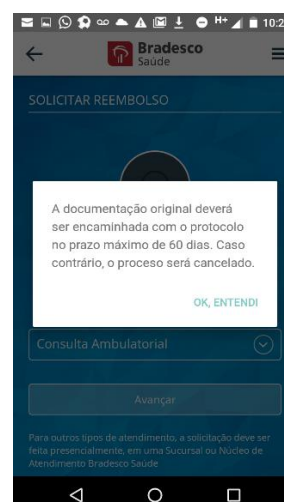 H+ 10:2
Bradesco
Saúde
SOLICITAR REEMBOLSO
A documentação original deverá
ser encaminhada com o protocolo
no prazo máximo de 60 dias. Caso
contrário, o proceso será cancelado.
OK, ENTENDI
Consulta Ambulatorial
Avançar
Para outros tipos de atendimento, a solicitação deve ser
feita presencialmente, em uma Sucursal ou Núcleo de
Atendimento Bradesco Saúde